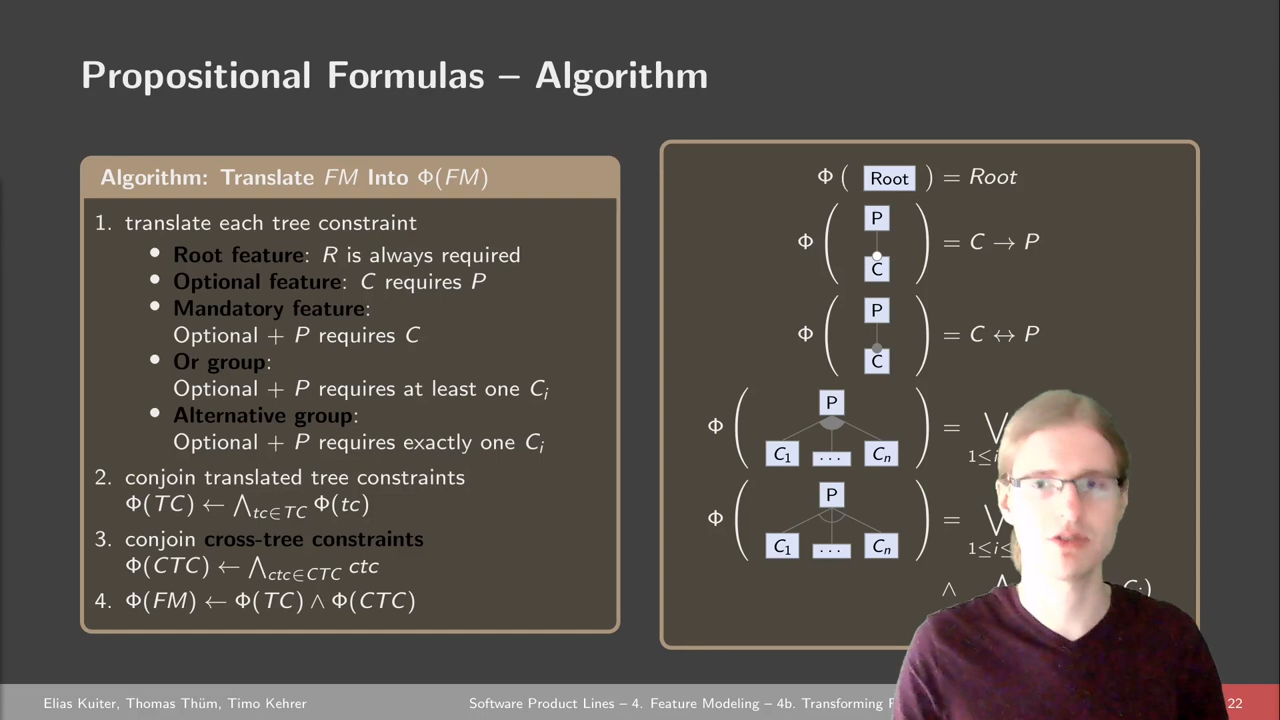 Propositional Formulas – Algorithm
Algorithm: Translate FM Into Φ(FM)
1. translate each tree constraint
• Root feature: R is always required
• Optional feature: C requires P
• Mandatory feature:
Optional + P requires C
• Or group:
Optional + P requires at least one Cᵢ
• Alternative group:
Optional + P requires exactly one Cᵢ
2. conjoin translated tree constraints
Φ(TC) ← ⋀tc∈TC Φ(tc)
3. conjoin cross-tree constraints
Φ(CTC) ← ⋀ctc∈CTC ctc
4. Φ(FM) ← Φ(TC) ∧ Φ(CTC)
Φ ( Root ) = Root
P
Φ ( ) = C → P
C
P
Φ ( ) = C ↔ P
C
P
Φ ( ) = ⋁
C₁ ... Cₙ 1≤i
P
Φ ( ) = ⋁
C₁ ... Cₙ 1≤i≤
∧
Elias Kuiter, Thomas Thüm, Timo Kehrer
Software Product Lines – 4. Feature Modeling – 4b. Transforming
22